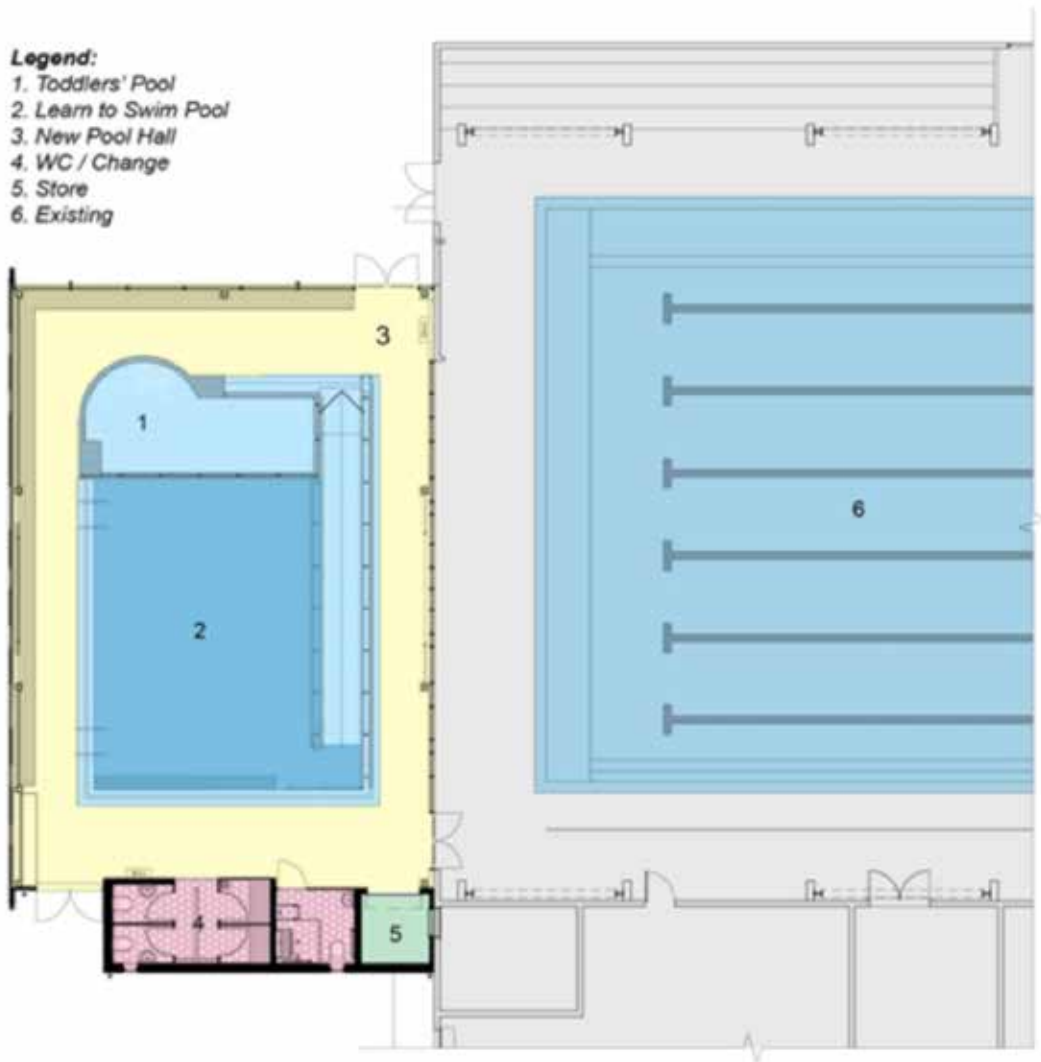 Legend:
1. Toddlers' Pool
2. Learn to Swim Pool
3. New Pool Hall
4. WC / Change
5. Store
6. Existing
3
1
6
2
4
5